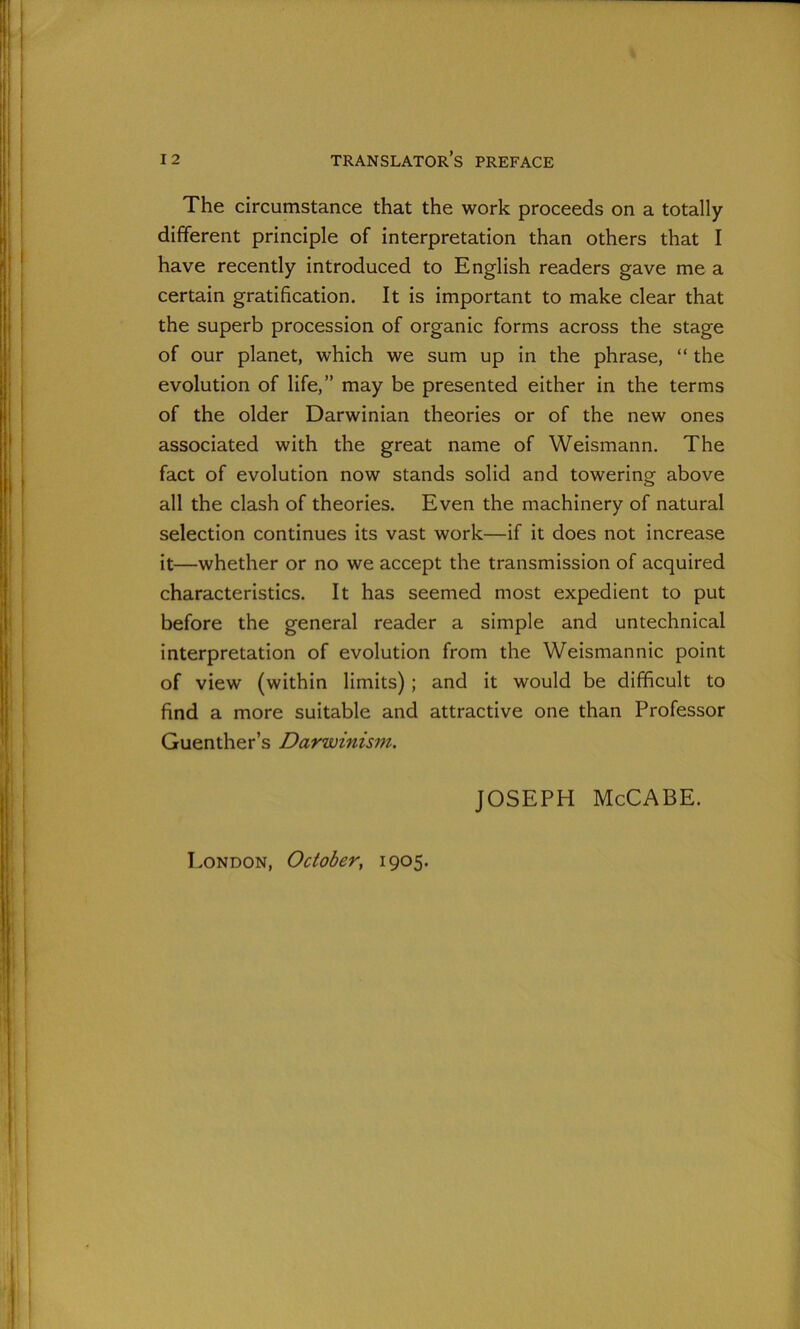 12 TRANSLATOR'S PREFACE
The circumstance that the work proceeds on a totally
different principle of interpretation than others that I
have recently introduced to English readers gave me a
certain gratification. It is important to make clear that
the superb procession of organic forms across the stage
of our planet, which we sum up in the phrase, “ the
evolution of life,” may be presented either in the terms
of the older Darwinian theories or of the new ones
associated with the great name of Weismann. The
fact of evolution now stands solid and towering above
all the clash of theories. Even the machinery of natural
selection continues its vast work—if it does not increase
it—whether or no we accept the transmission of acquired
characteristics. It has seemed most expedient to put
before the general reader a simple and untechnical
interpretation of evolution from the Weismannic point
of view (within limits) ; and it would be difficult to
find a more suitable and attractive one than Professor
Guenther’s Darwinism.
JOSEPH McCABE.
London, October, 1905.